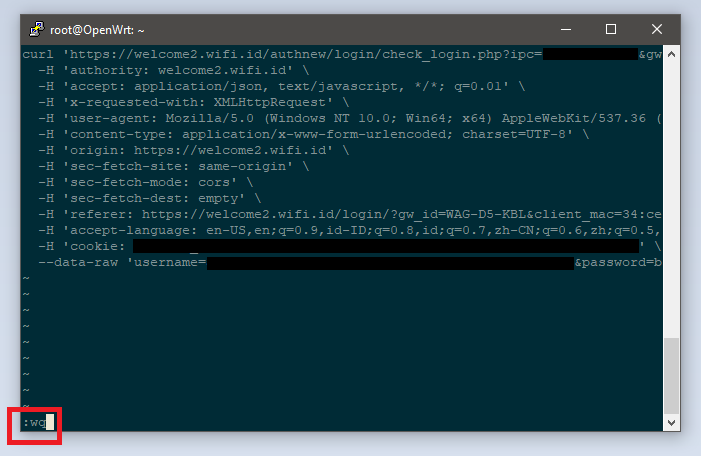 root@OpenWrt: ~
curl 'https://welcome2.wifi.id/authnew/login/check_login.php?ipc= &gw
-H 'authority: welcome2.wifi.id' \
-H 'accept: application/json, text/javascript, */*; q=0.01' \
-H 'x-requested-with: XMLHttpRequest' \
-H 'user-agent: Mozilla/5.0 (Windows NT 10.0; Win64; x64) AppleWebKit/537.36 (
-H 'content-type: application/x-www-form-urlencoded; charset=UTF-8' \
-H 'origin: https://welcome2.wifi.id' \
-H 'sec-fetch-site: same-origin' \
-H 'sec-fetch-mode: cors' \
-H 'sec-fetch-dest: empty' \
-H 'referer: https://welcome2.wifi.id/login/?gw_id=WAG-D5-KBL&client_mac=34:ce
-H 'accept-language: en-US,en;q=0.9,id-ID;q=0.8,id;q=0.7,zh-CN;q=0.6,zh;q=0.5,
-H 'cookie: ' \
--data-raw 'username= &password=b
~
~
~
~
~
~
~
~
~
:wq